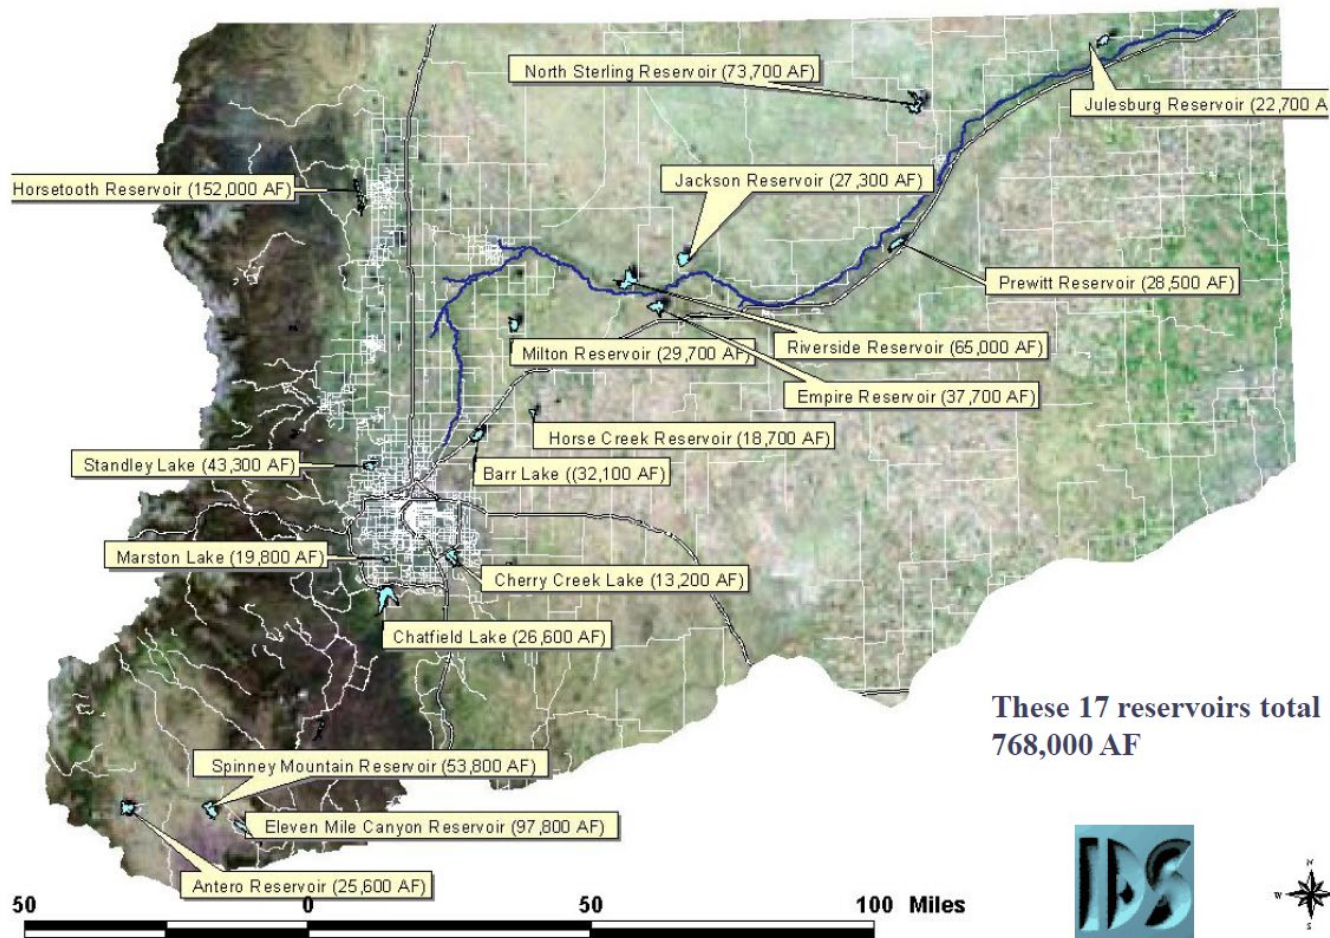 North Sterling Reservoir (73,700 AF)
Julesburg Reservoir (22,700 A
Horsetooth Reservoir (152,000 AF)
Jackson Reservoir (27,300 AF)
Prewitt Reservoir (28,500 AF)
Riverside Reservoir (65,000 AF)
Milton Reservoir (29,700 AF)
Empire Reservoir (37,700 AF)
Horse Creek Reservoir (18,700 AF)
Standley Lake (43,300 AF)
Barr Lake ((32,100 AF)
Marston Lake (19,800 AF)
Cherry Creek Lake (13,200 AF)
Chatfield Lake (26,600 AF)
These 17 reservoirs total
768,000 AF
Spinney Mountain Reservoir (53,800 AF)
Eleven Mile Canyon Reservoir (97,800 AF)
Antero Reservoir (25,600 AF)
50 0 50 100 Miles
IDS
N
W
S